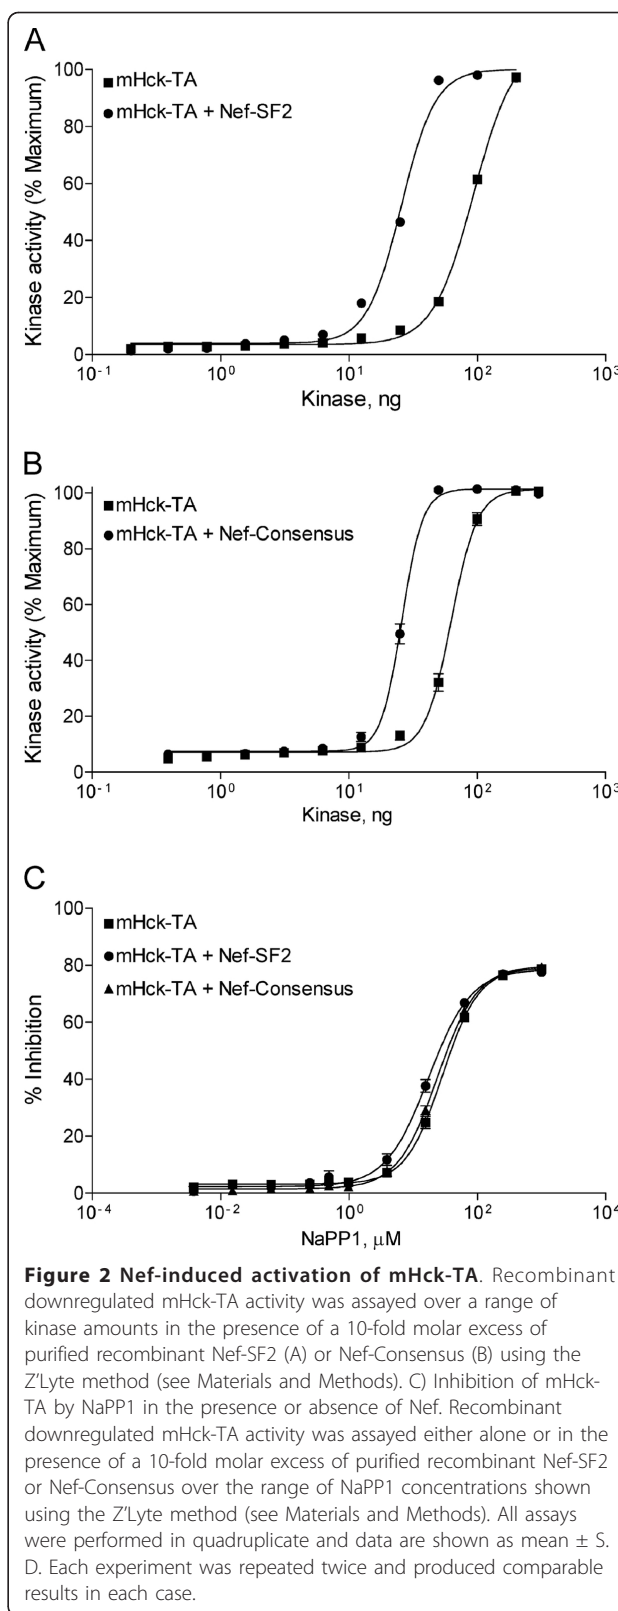 A
100
80
60
40
20
0
Kinase activity (% Maximum)
mHck-TA
mHck-TA + Nef-SF2
10-1 100 101 102 103
Kinase, ng
B
100
80
60
40
20
0
Kinase activity (% Maximum)
mHck-TA
mHck-TA + Nef-Consensus
10-1 100 101 102 103
Kinase, ng
C
100
80
60
40
20
0
% Inhibition
mHck-TA
mHck-TA + Nef-SF2
mHck-TA + Nef-Consensus
10-4 10-2 100 102 104
NaPP1, µM
Figure 2 Nef-induced activation of mHck-TA. Recombinant
downregulated mHck-TA activity was assayed over a range of
kinase amounts in the presence of a 10-fold molar excess of
purified recombinant Nef-SF2 (A) or Nef-Consensus (B) using the
Z'Lyte method (see Materials and Methods). C) Inhibition of mHck-
TA by NaPP1 in the presence or absence of Nef. Recombinant
downregulated mHck-TA activity was assayed either alone or in the
presence of a 10-fold molar excess of purified recombinant Nef-SF2
or Nef-Consensus over the range of NaPP1 concentrations shown
using the Z'Lyte method (see Materials and Methods). All assays
were performed in quadruplicate and data are shown as mean ± S.
D. Each experiment was repeated twice and produced comparable
results in each case.